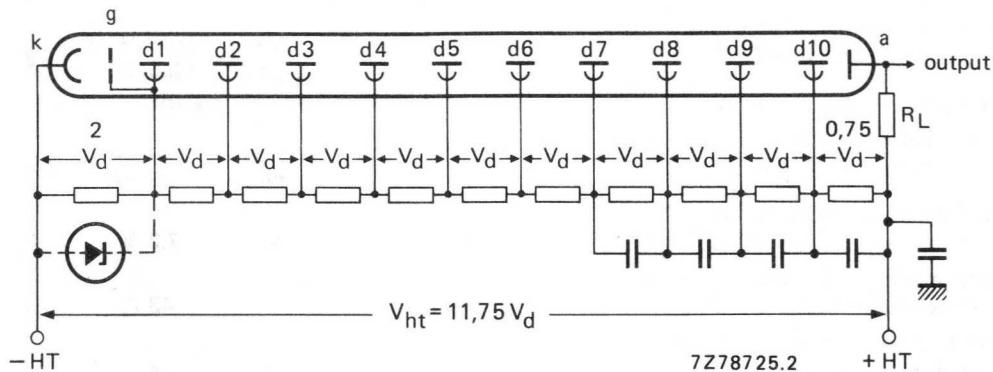 g
k
d1 d2 d3 d4 d5 d6 d7 d8 d9 d10
a
output
R_L
2 0,75
V_d V_d V_d V_d V_d V_d V_d V_d V_d V_d V_d
V_ht = 11,75 V_d
−HT 7Z78725.2 +HT